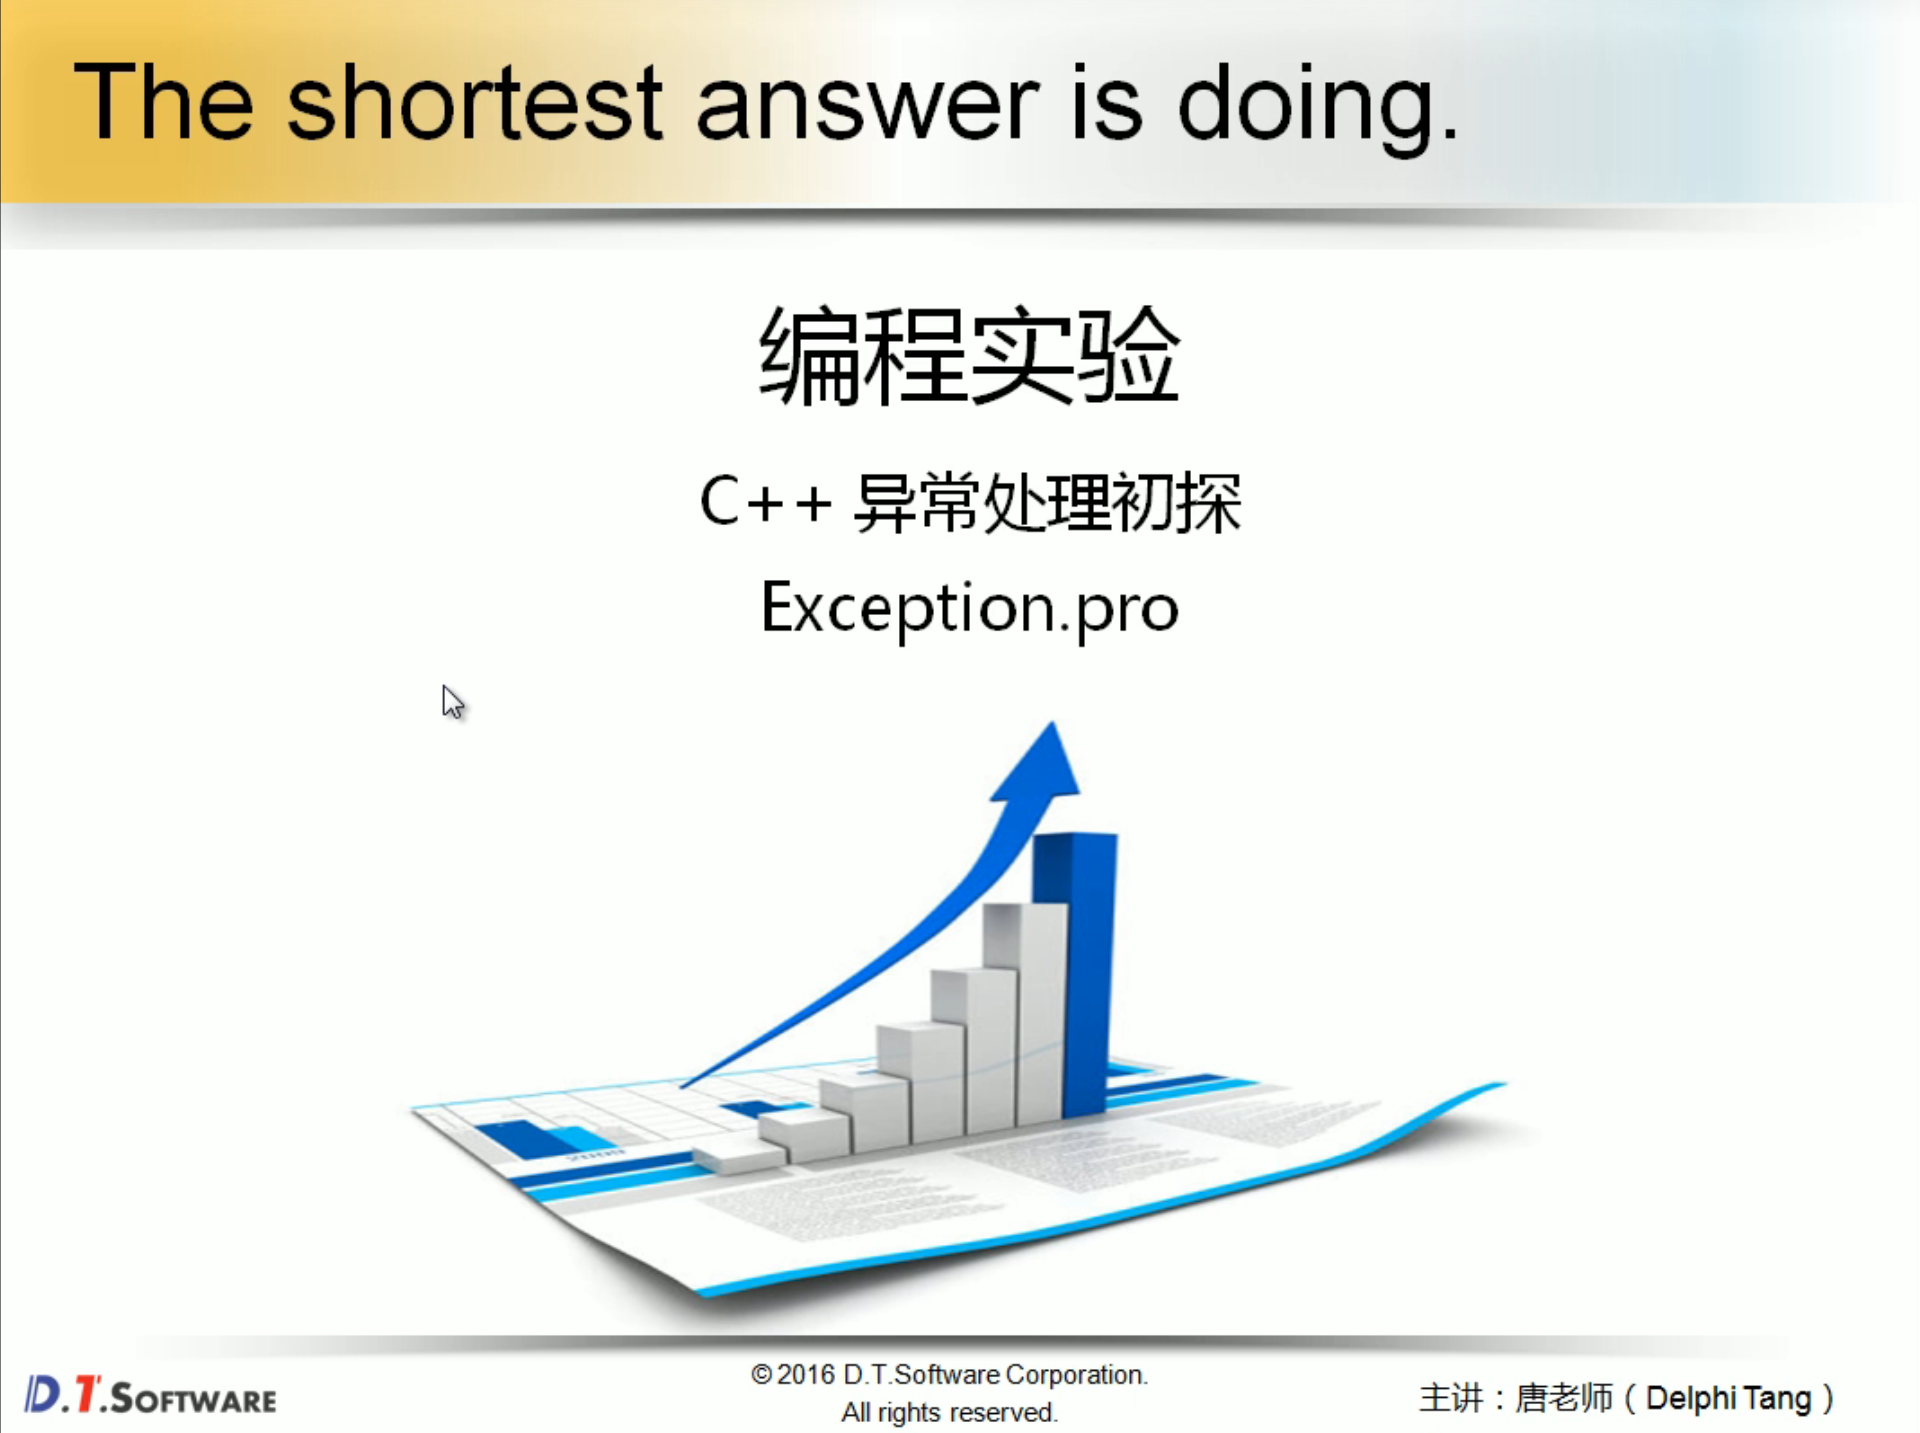 The shortest answer is doing.
编程实验
C++ 异常处理初探
Exception.pro
D.T.SOFTWARE
© 2016 D.T.Software Corporation.
All rights reserved.
主讲：唐老师（Delphi Tang）